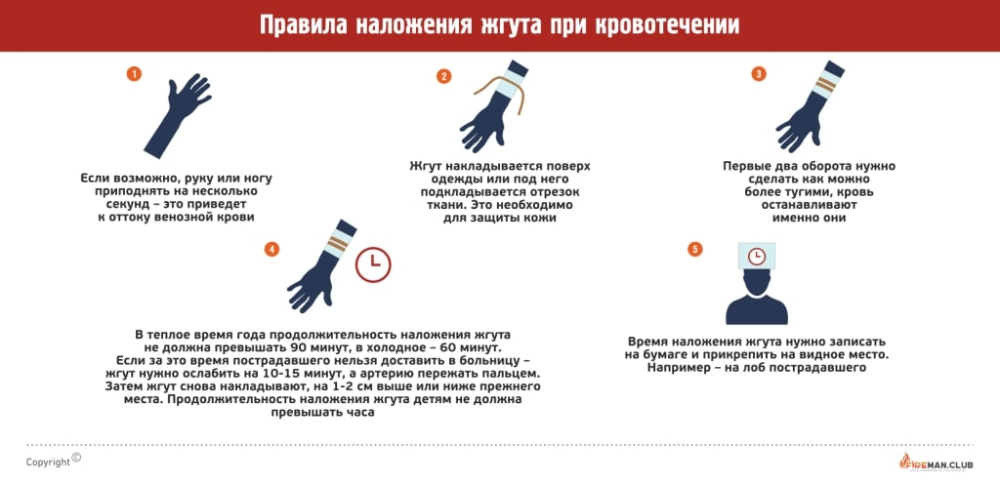 Правила наложения жгута при кровотечении
1
Если возможно, руку или ногу
приподнять на несколько
секунд – это приведет
к оттоку венозной крови
2
Жгут накладывается поверх
одежды или под него
подкладывается отрезок
ткани. Это необходимо
для защиты кожи
3
Первые два оборота нужно
сделать как можно
более тугими, кровь
останавливают
именно они
4
В теплое время года продолжительность наложения жгута
не должна превышать 90 минут, в холодное – 60 минут.
Если за это время пострадавшего нельзя доставить в больницу –
жгут нужно ослабить на 10-15 минут, а артерию пережать пальцем.
Затем жгут снова накладывают, на 1-2 см выше или ниже прежнего
места. Продолжительность наложения жгута детям не должна
превышать часа
5
Время наложения жгута нужно записать
на бумаге и прикрепить на видное место.
Например – на лоб пострадавшего
Copyright ©
FIREMAN.CLUB